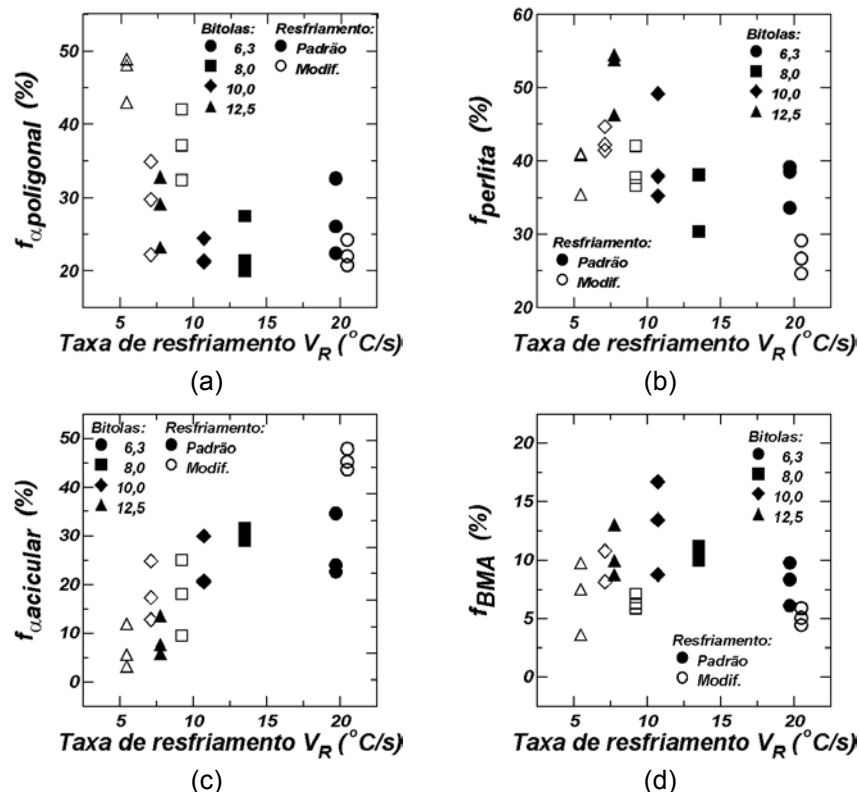 Bitolas: Resfriamento:
6,3 Padrão
8,0 Modif.
10,0
12,5
50
40
30
20
fαpoligonal (%)
5 10 15 20
Taxa de resfriamento VR (°C/s)
(a)
Bitolas:
6,3
8,0
10,0
12,5
60
50
40
30
20
fperlita (%)
Resfriamento:
Padrão
Modif.
5 10 15 20
Taxa de resfriamento VR (°C/s)
(b)
Bitolas: Resfriamento:
6,3 Padrão
8,0 Modif.
10,0
12,5
50
40
30
20
10
0
fαacicular (%)
5 10 15 20
Taxa de resfriamento VR (°C/s)
(c)
Bitolas:
6,3
8,0
10,0
12,5
20
15
10
5
0
fBMA (%)
Resfriamento:
Padrão
Modif.
5 10 15 20
Taxa de resfriamento VR (°C/s)
(d)